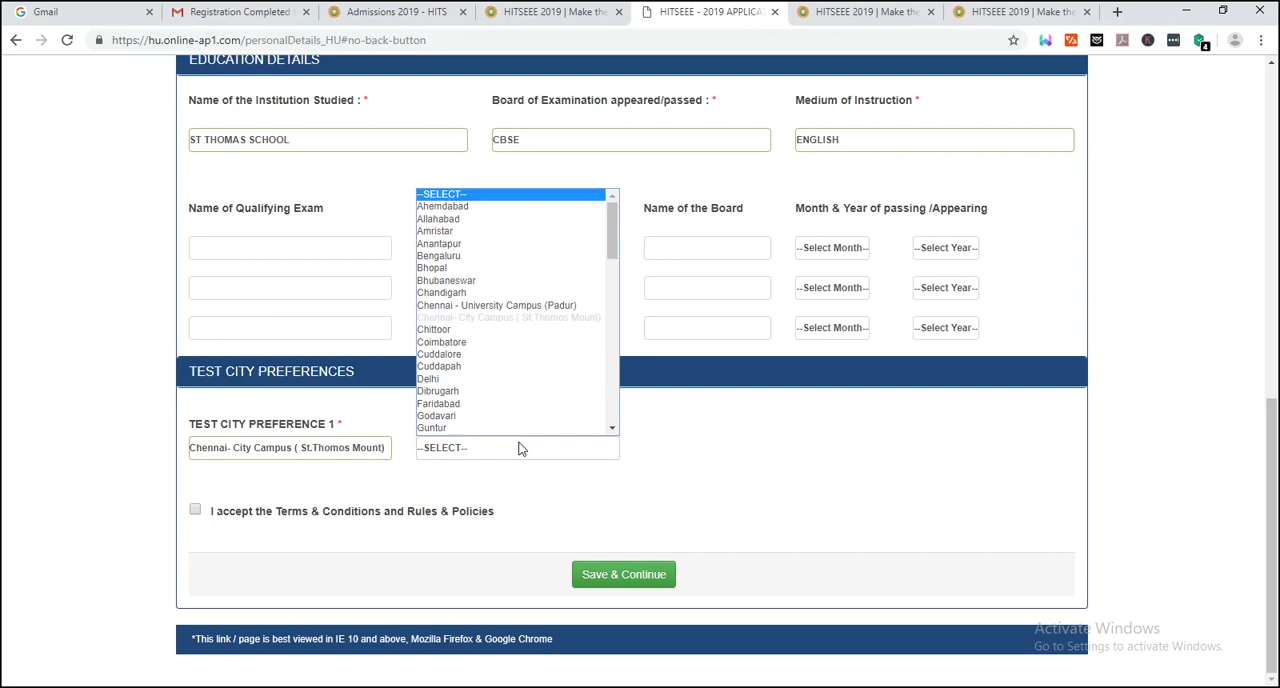 Gmail
Registration Completed
Admissions 2019 - HITS
HITSEEE 2019 | Make the
HITSEEE - 2019 APPLICA
HITSEEE 2019 | Make the
HITSEEE 2019 | Make the
https://hu.online-ap1.com/personalDetails_HU#no-back-button
4
EDUCATION DETAILS
Name of the Institution Studied : *
Board of Examination appeared/passed : *
Medium of Instruction *
ST THOMAS SCHOOL
CBSE
ENGLISH
Name of Qualifying Exam
Name of the Board
Month & Year of passing /Appearing
--Select Month--
--Select Year--
--Select Month--
--Select Year--
--Select Month--
--Select Year--
--SELECT--
Ahemdabad
Allahabad
Amristar
Anantapur
Bengaluru
Bhopal
Bhubaneswar
Chandigarh
Chennai - University Campus (Padur)
Chennai- City Campus ( St.Thomos Mount)
Chittoor
Coimbatore
Cuddalore
Cuddapah
Delhi
Dibrugarh
Faridabad
Godavari
Guntur
TEST CITY PREFERENCES
TEST CITY PREFERENCE 1 *
Chennai- City Campus ( St.Thomos Mount)
--SELECT--
I accept the Terms & Conditions and Rules & Policies
Save & Continue
*This link / page is best viewed in IE 10 and above, Mozilla Firefox & Google Chrome
Activate Windows
Go to Settings to activate Windows.